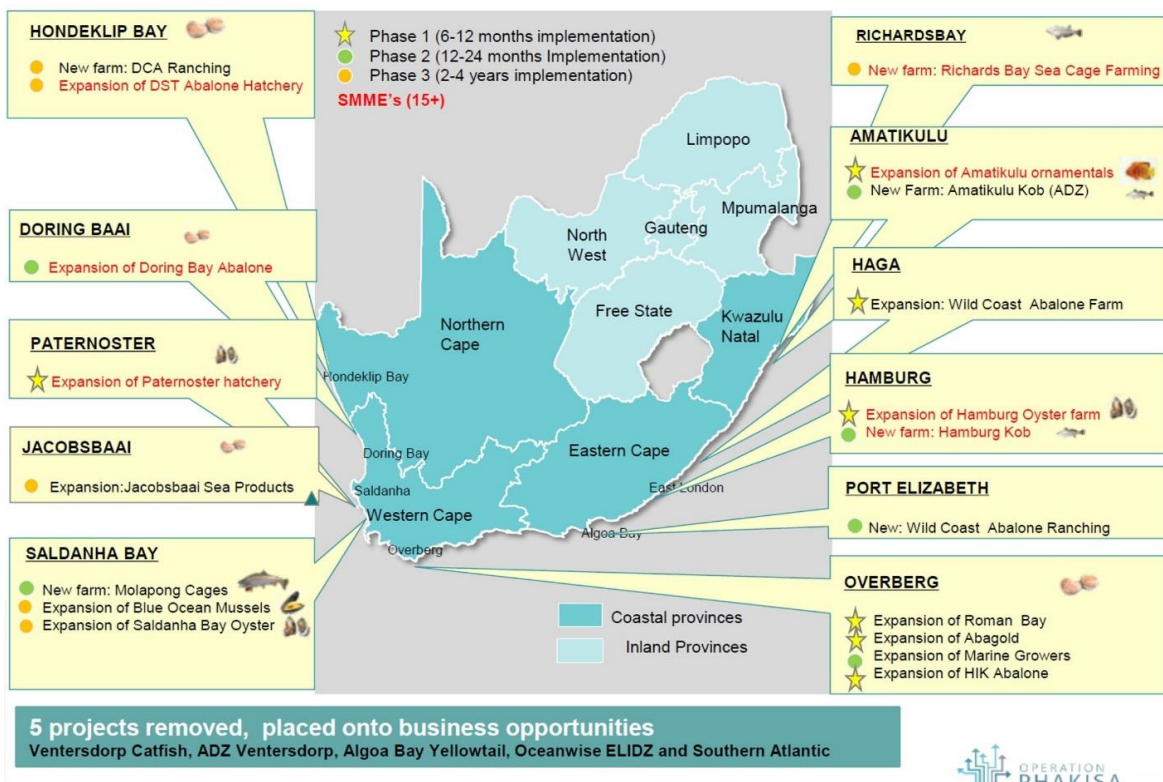 HONDEKLIP BAY
New farm: DCA Ranching
Expansion of DST Abalone Hatchery
DORING BAAI
Expansion of Doring Bay Abalone
PATERNOSTER
Expansion of Paternoster hatchery
JACOBSBAAI
Expansion:Jacobsbaai Sea Products
SALDANHA BAY
New farm: Molapong Cages
Expansion of Blue Ocean Mussels
Expansion of Saldanha Bay Oyster
Phase 1 (6-12 months implementation)
Phase 2 (12-24 months Implementation)
Phase 3 (2-4 years implementation)
SMME's (15+)
Limpopo
Mpumalanga
Gauteng
North
West
Free State
Kwazulu
Natal
Northern
Cape
Hondeklip Bay
Doring Bay
Eastern Cape
Saldanha
East London
Western Cape
Algoa Bay
Overberg
Coastal provinces
Inland Provinces
RICHARDSBAY
New farm: Richards Bay Sea Cage Farming
AMATIKULU
Expansion of Amatikulu ornamentals
New Farm: Amatikulu Kob (ADZ)
HAGA
Expansion: Wild Coast Abalone Farm
HAMBURG
Expansion of Hamburg Oyster farm
New farm: Hamburg Kob
PORT ELIZABETH
New: Wild Coast Abalone Ranching
OVERBERG
Expansion of Roman Bay
Expansion of Abagold
Expansion of Marine Growers
Expansion of HIK Abalone
5 projects removed, placed onto business opportunities
Ventersdorp Catfish, ADZ Ventersdorp, Algoa Bay Yellowtail, Oceanwise ELIDZ and Southern Atlantic
OPERATION
PHAKISA